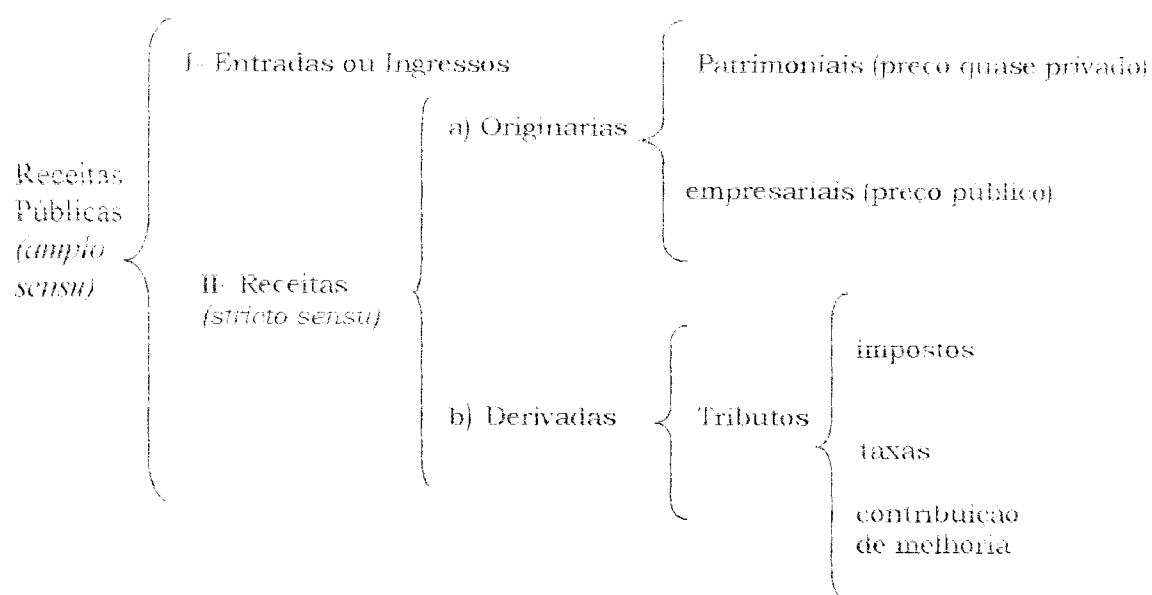 I- Entradas ou Ingressos
Patrimoniais (preço quase privado)
a) Originarias
empresariais (preço público)
Receitas
Públicas
(amplo
sensu)
II- Receitas
(stricto sensu)
b) Derivadas
Tributos
impostos
taxas
contribuiçao
de melhoria